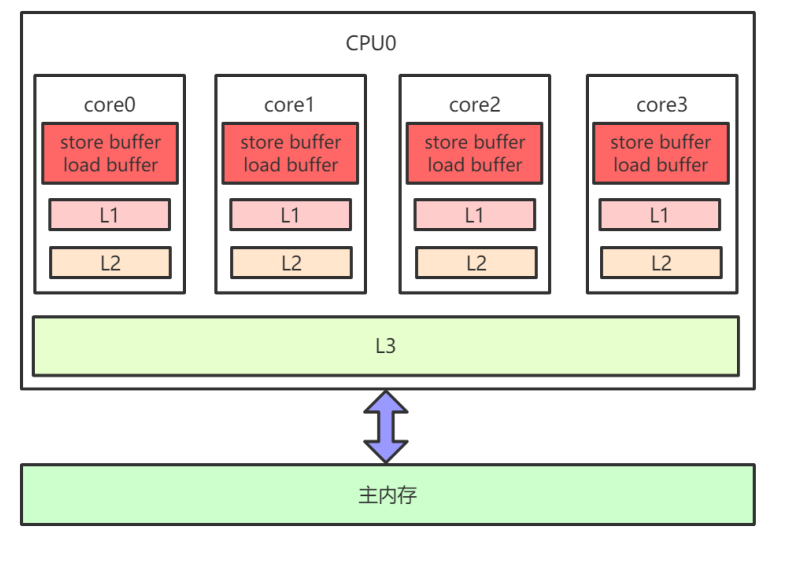 CPU0
core0
core1
core2
core3
store buffer
load buffer
store buffer
load buffer
store buffer
load buffer
store buffer
load buffer
L1
L1
L1
L1
L2
L2
L2
L2
L3
主内存